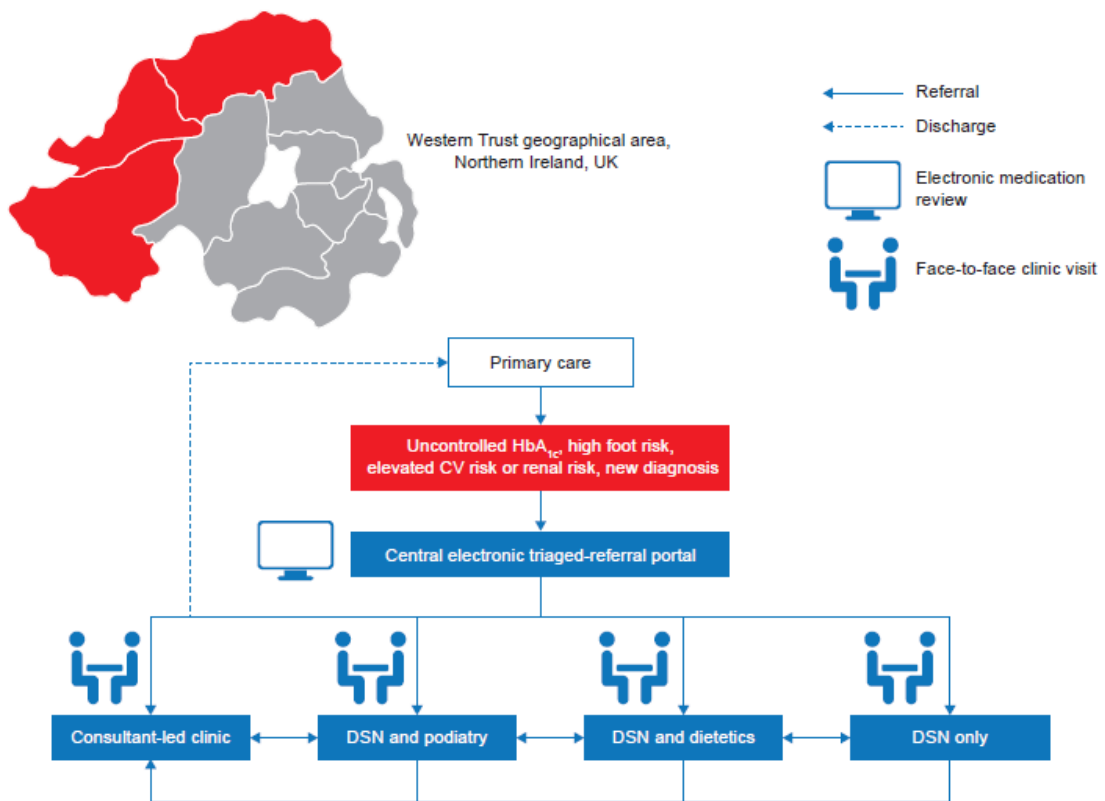 Western Trust geographical area,
Northern Ireland, UK
Referral
Discharge
Electronic medication
review
Face-to-face clinic visit
Primary care
Uncontrolled HbA1c, high foot risk,
elevated CV risk or renal risk, new diagnosis
Central electronic triaged-referral portal
Consultant-led clinic
DSN and podiatry
DSN and dietetics
DSN only